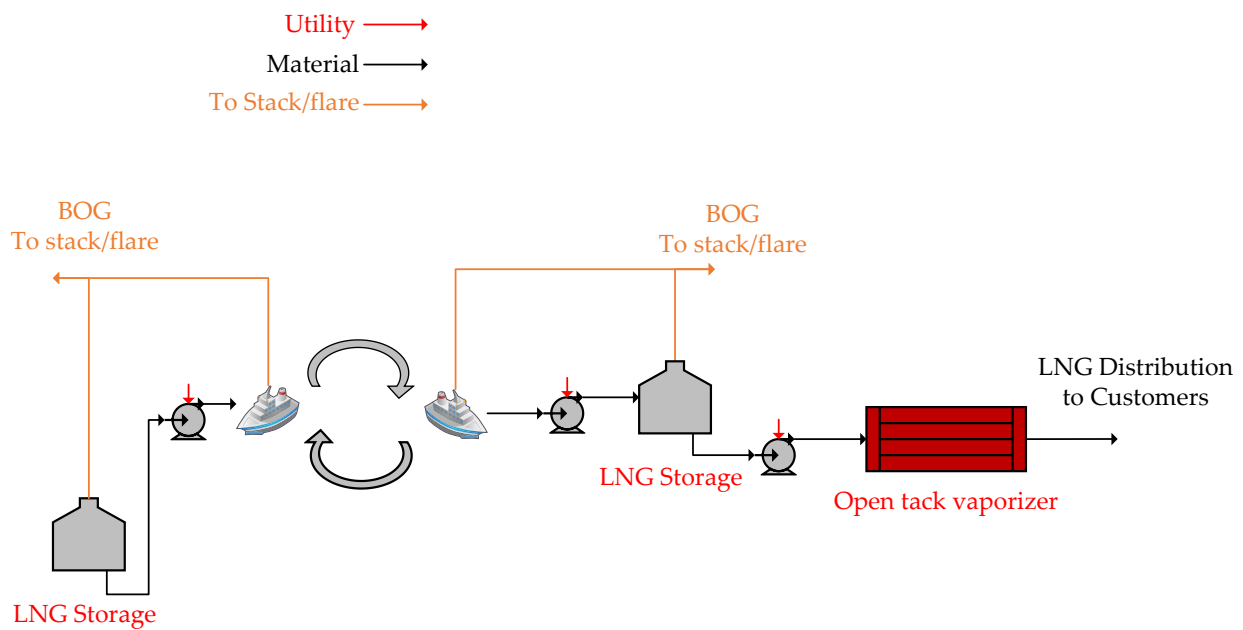 Utility
Material
To Stack/flare
BOG
To stack/flare
BOG
To stack/flare
LNG Distribution
to Customers
LNG Storage
Open tack vaporizer
LNG Storage